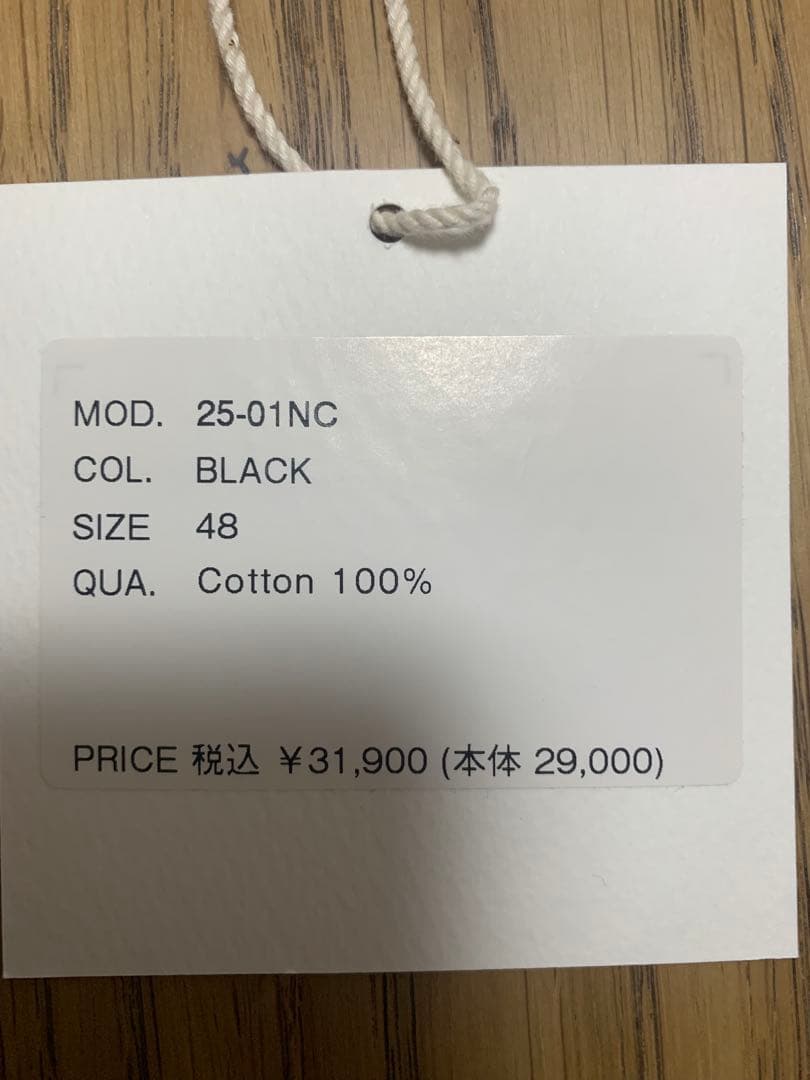 MOD. 25-01NC
COL. BLACK
SIZE 48
QUA. Cotton 100%
PRICE 税込 ￥31,900 (本体 29,000)